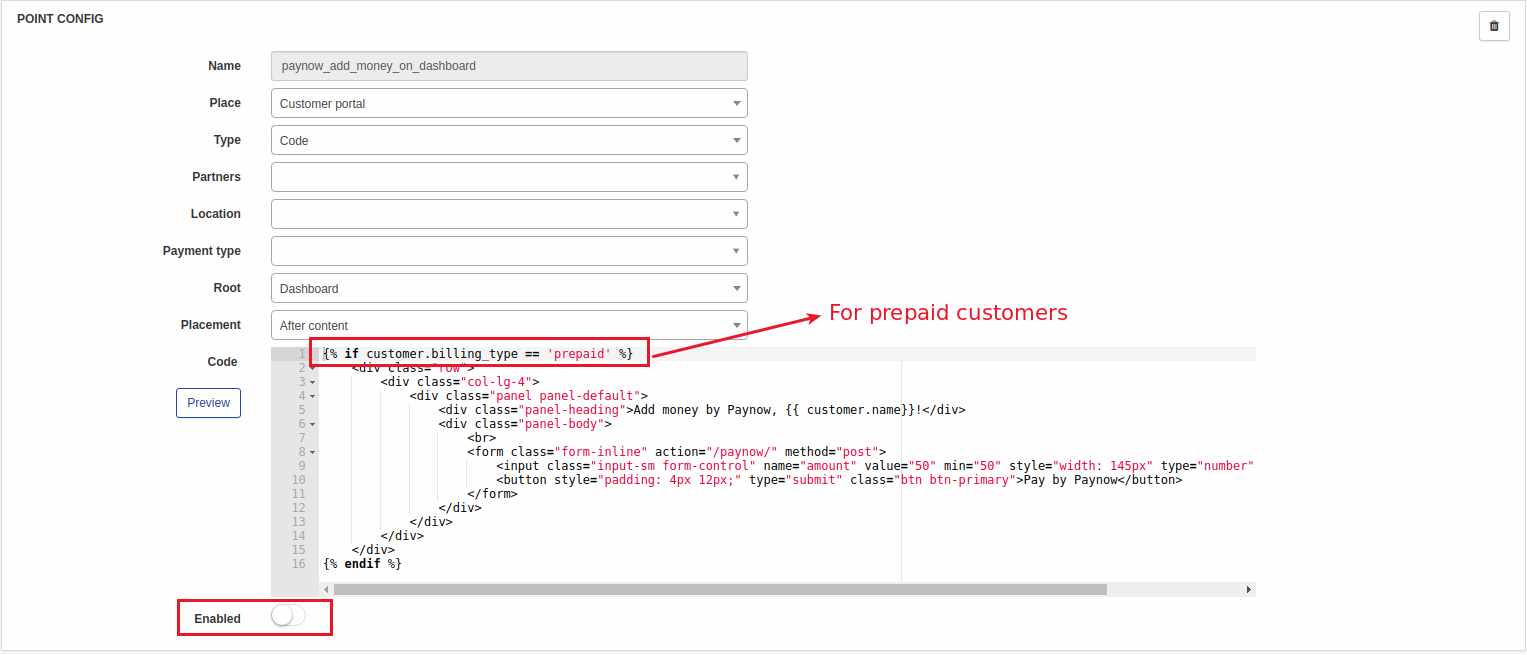 POINT CONFIG
Name
paynow_add_money_on_dashboard
Place
Customer portal
Type
Code
Partners
Location
Payment type
Root
Dashboard
Placement
After content
For prepaid customers
Code
Preview
1 {% if customer.billing_type == 'prepaid' %}
2 <div class="row">
3 <div class="col-lg-4">
4 <div class="panel panel-default">
5 <div class="panel-heading">Add money by Paynow, {{ customer.name}}!</div>
6 <div class="panel-body">
7 <br>
8 <form class="form-inline" action="/paynow/" method="post">
9 <input class="input-sm form-control" name="amount" value="50" min="50" style="width: 145px" type="number"
10 <button style="padding: 4px 12px;" type="submit" class="btn btn-primary">Pay by Paynow</button>
11 </form>
12 </div>
13 </div>
14 </div>
15 </div>
16 {% endif %}
Enabled